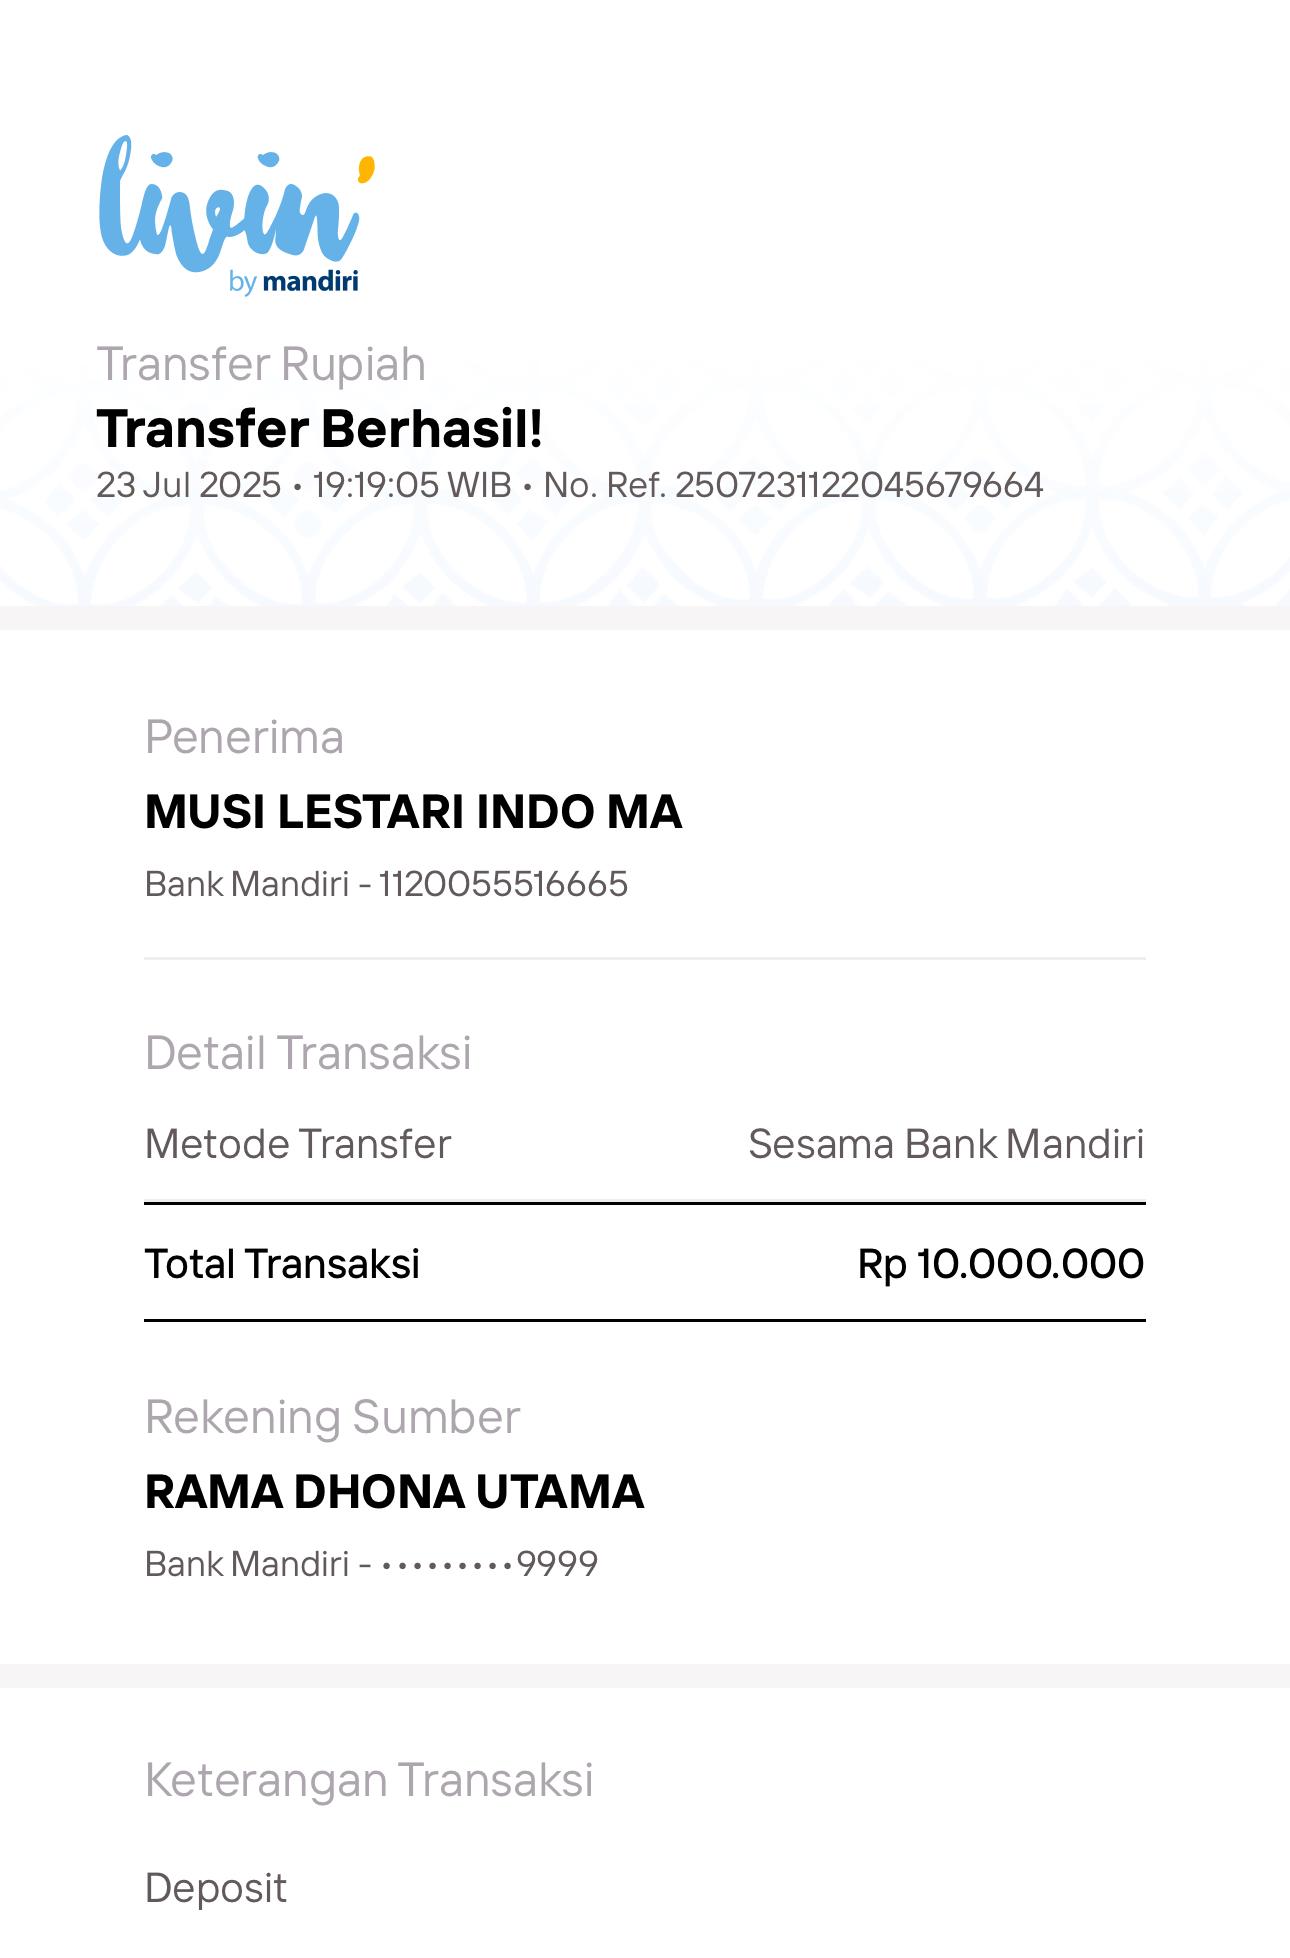 livin'
by mandiri
Transfer Rupiah
Transfer Berhasil!
23 Jul 2025 • 19:19:05 WIB • No. Ref. 2507231122045679664
Penerima
MUSI LESTARI INDO MA
Bank Mandiri - 1120055516665
Detail Transaksi
Metode Transfer Sesama Bank Mandiri
Total Transaksi Rp 10.000.000
Rekening Sumber
RAMA DHONA UTAMA
Bank Mandiri - •••••••••9999
Keterangan Transaksi
Deposit